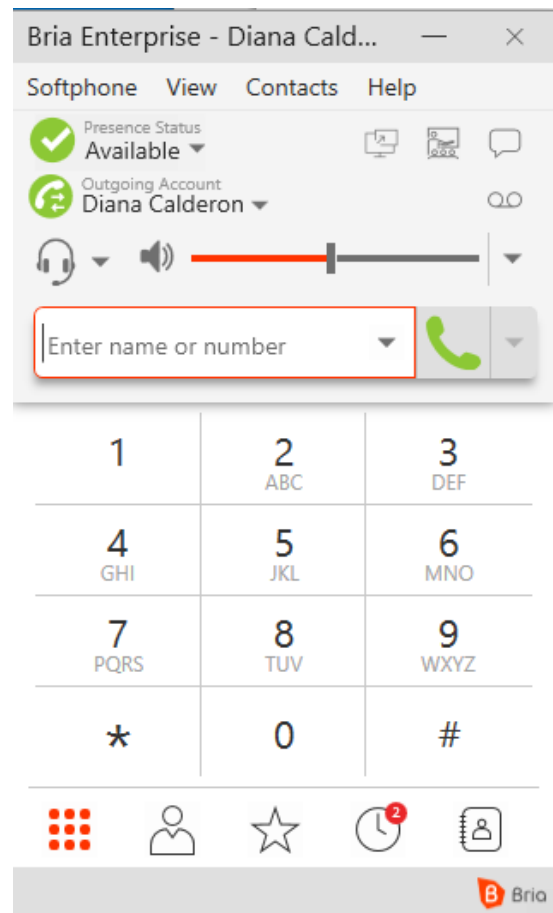 Bria Enterprise - Diana Cald...
Softphone View Contacts Help
Presence Status
Available
Outgoing Account
Diana Calderon
Enter name or number
1 2 3
ABC DEF
4 5 6
GHI JKL MNO
7 8 9
PQRS TUV WXYZ
* 0 #
2
Bria